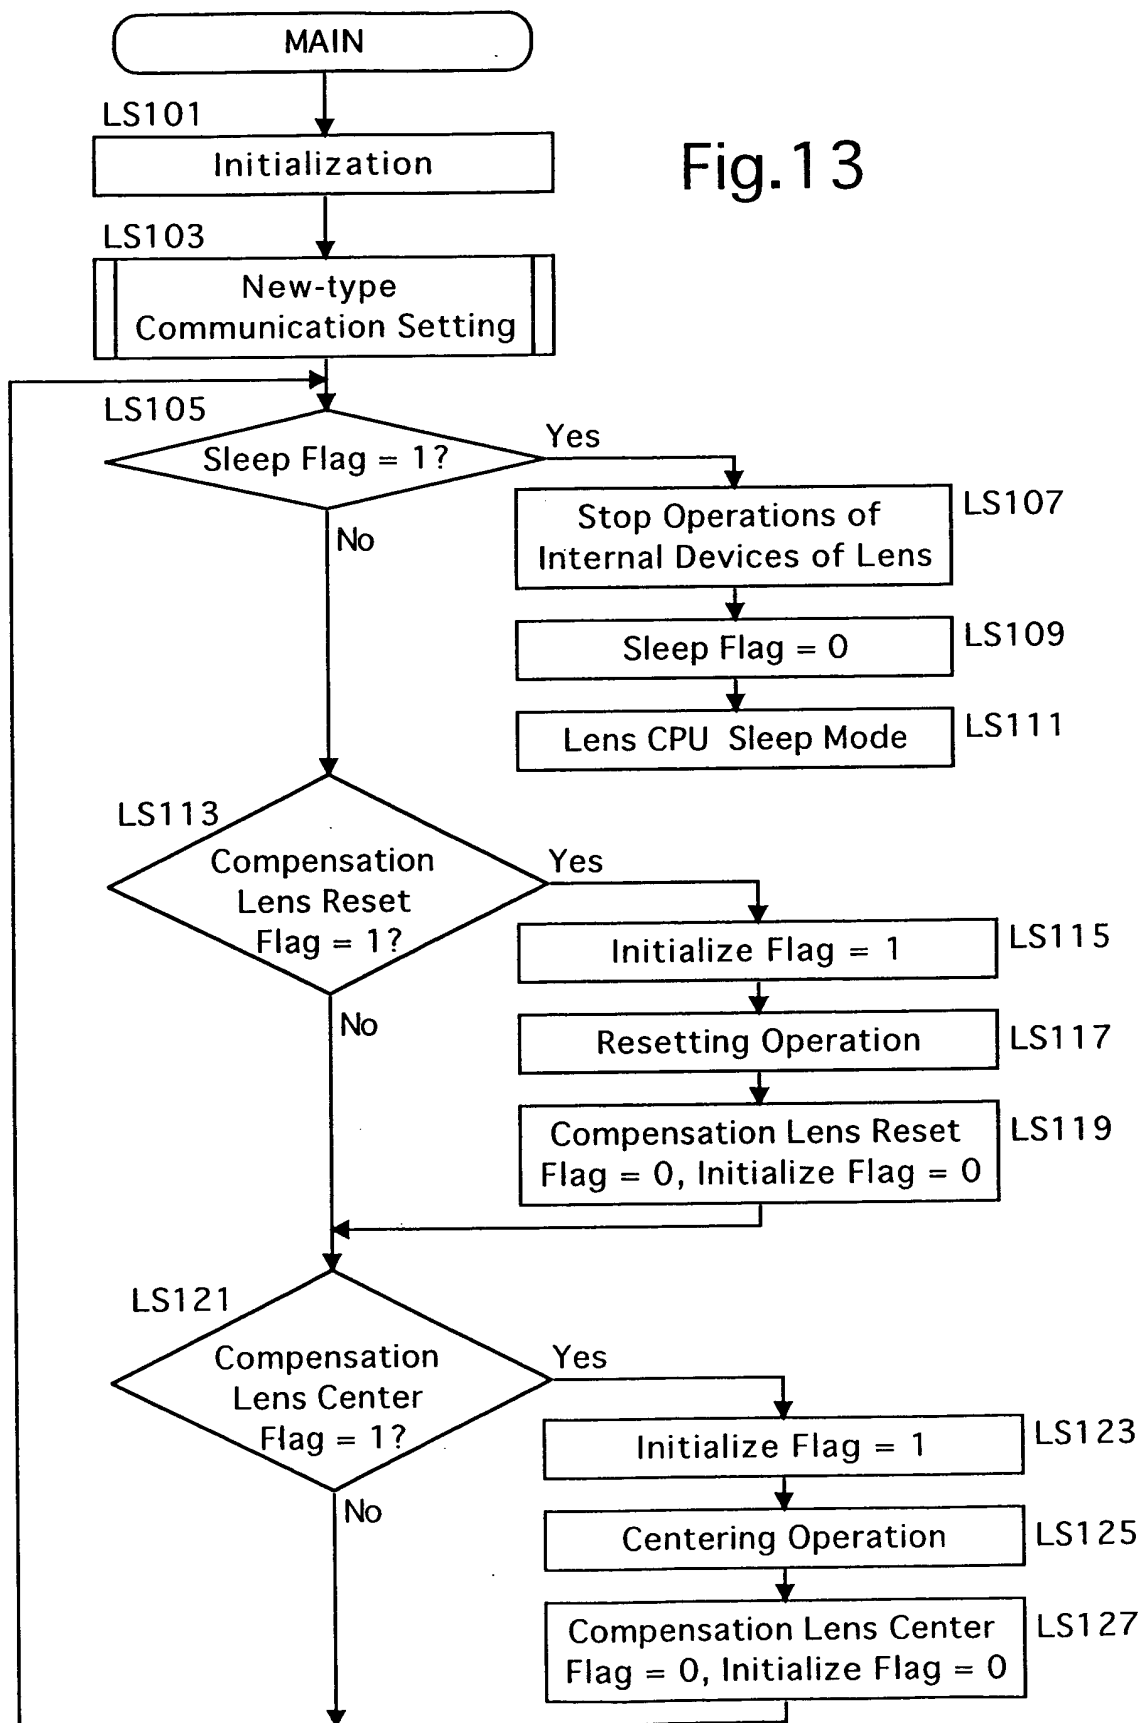 MAIN
LS101
Initialization
Fig.13
LS103
New-type
Communication Setting
LS105
Sleep Flag = 1?
Yes
No
LS107
Stop Operations of
Internal Devices of Lens
LS109
Sleep Flag = 0
LS111
Lens CPU Sleep Mode
LS113
Compensation
Lens Reset
Flag = 1?
Yes
No
LS115
Initialize Flag = 1
LS117
Resetting Operation
LS119
Compensation Lens Reset
Flag = 0, Initialize Flag = 0
LS121
Compensation
Lens Center
Flag = 1?
Yes
No
LS123
Initialize Flag = 1
LS125
Centering Operation
LS127
Compensation Lens Center
Flag = 0, Initialize Flag = 0